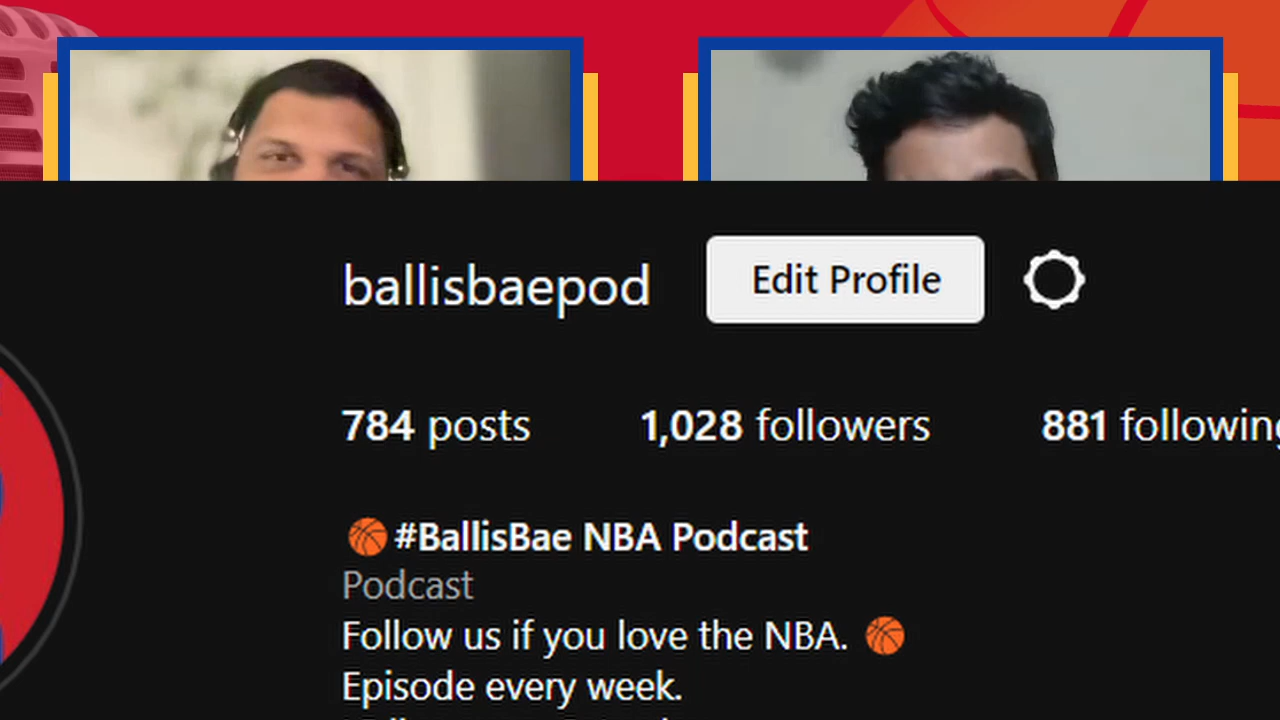 ballisbaepod Edit Profile
784 posts 1,028 followers 881 following
#BallisBae NBA Podcast
Podcast
Follow us if you love the NBA.
Episode every week.